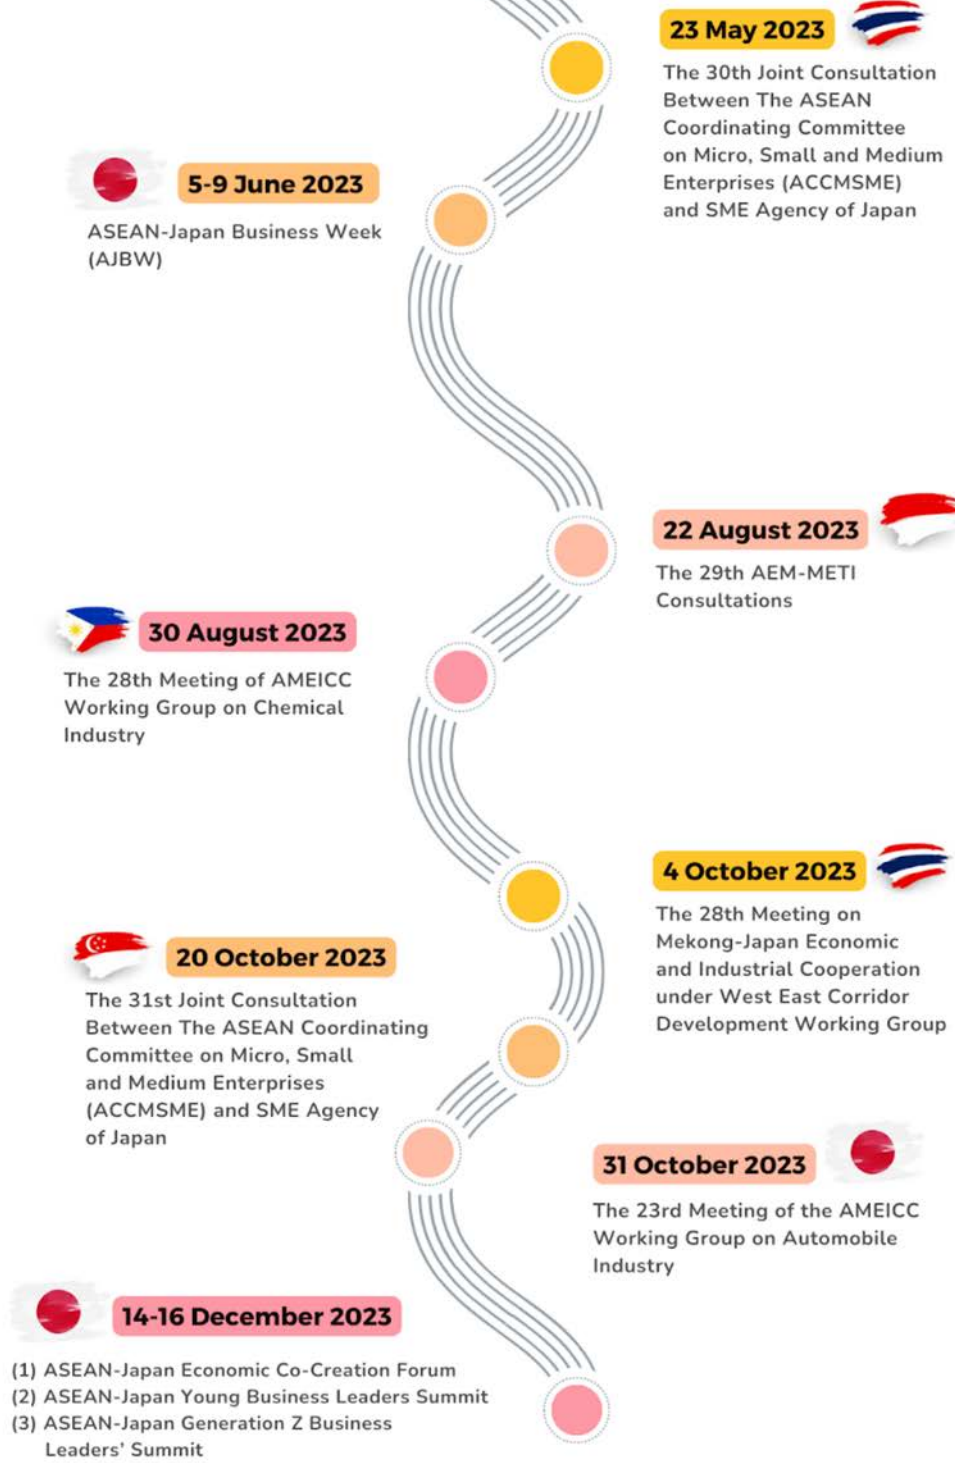 23 May 2023
The 30th Joint Consultation
Between The ASEAN
Coordinating Committee
on Micro, Small and Medium
Enterprises (ACCMSME)
and SME Agency of Japan
5-9 June 2023
ASEAN-Japan Business Week
(AJBW)
22 August 2023
The 29th AEM-METI
Consultations
30 August 2023
The 28th Meeting of AMEICC
Working Group on Chemical
Industry
4 October 2023
The 28th Meeting on
Mekong-Japan Economic
and Industrial Cooperation
under West East Corridor
Development Working Group
20 October 2023
The 31st Joint Consultation
Between The ASEAN Coordinating
Committee on Micro, Small
and Medium Enterprises
(ACCMSME) and SME Agency
of Japan
31 October 2023
The 23rd Meeting of the AMEICC
Working Group on Automobile
Industry
14-16 December 2023
(1) ASEAN-Japan Economic Co-Creation Forum
(2) ASEAN-Japan Young Business Leaders Summit
(3) ASEAN-Japan Generation Z Business
Leaders' Summit